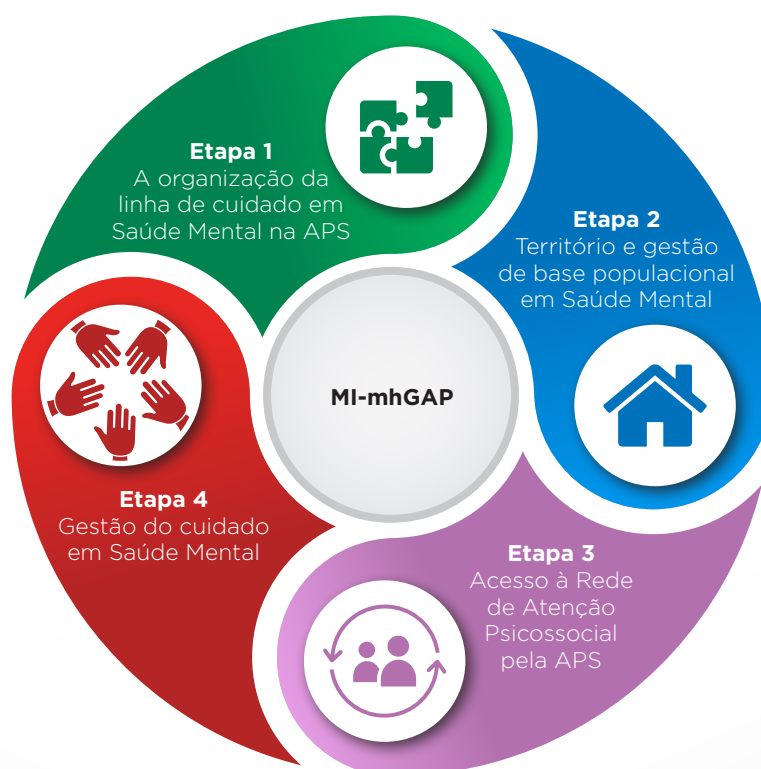 Etapa 1
A organização da
linha de cuidado em
Saúde Mental na APS
Etapa 2
Território e gestão
de base populacional
em Saúde Mental
MI-mhGAP
Etapa 3
Acesso à Rede
de Atenção
Psicossocial
pela APS
Etapa 4
Gestão do cuidado
em Saúde Mental